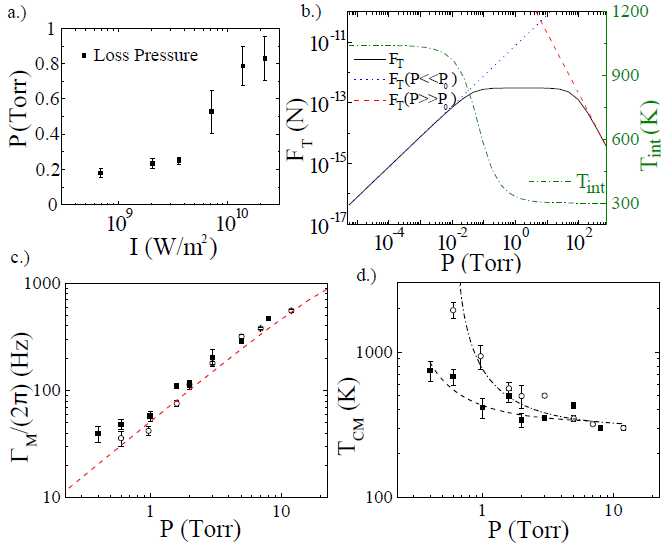 a.)
1
0.8
0.6
0.4
0.2
0
P (Torr)
Loss Pressure
10^9
10^10
I (W/m^2)
b.)
10^-11
10^-13
10^-15
10^-17
F_T (N)
F_T
F_T(P<<P_0)
F_T(P>>P_0)
T_int
1200
900
600
300
T_int (K)
10^-4
10^-2
10^0
10^2
P (Torr)
c.)
1000
100
10
Γ_M/(2π) (Hz)
1
10
P (Torr)
d.)
1000
100
T_CM (K)
1
10
P (Torr)